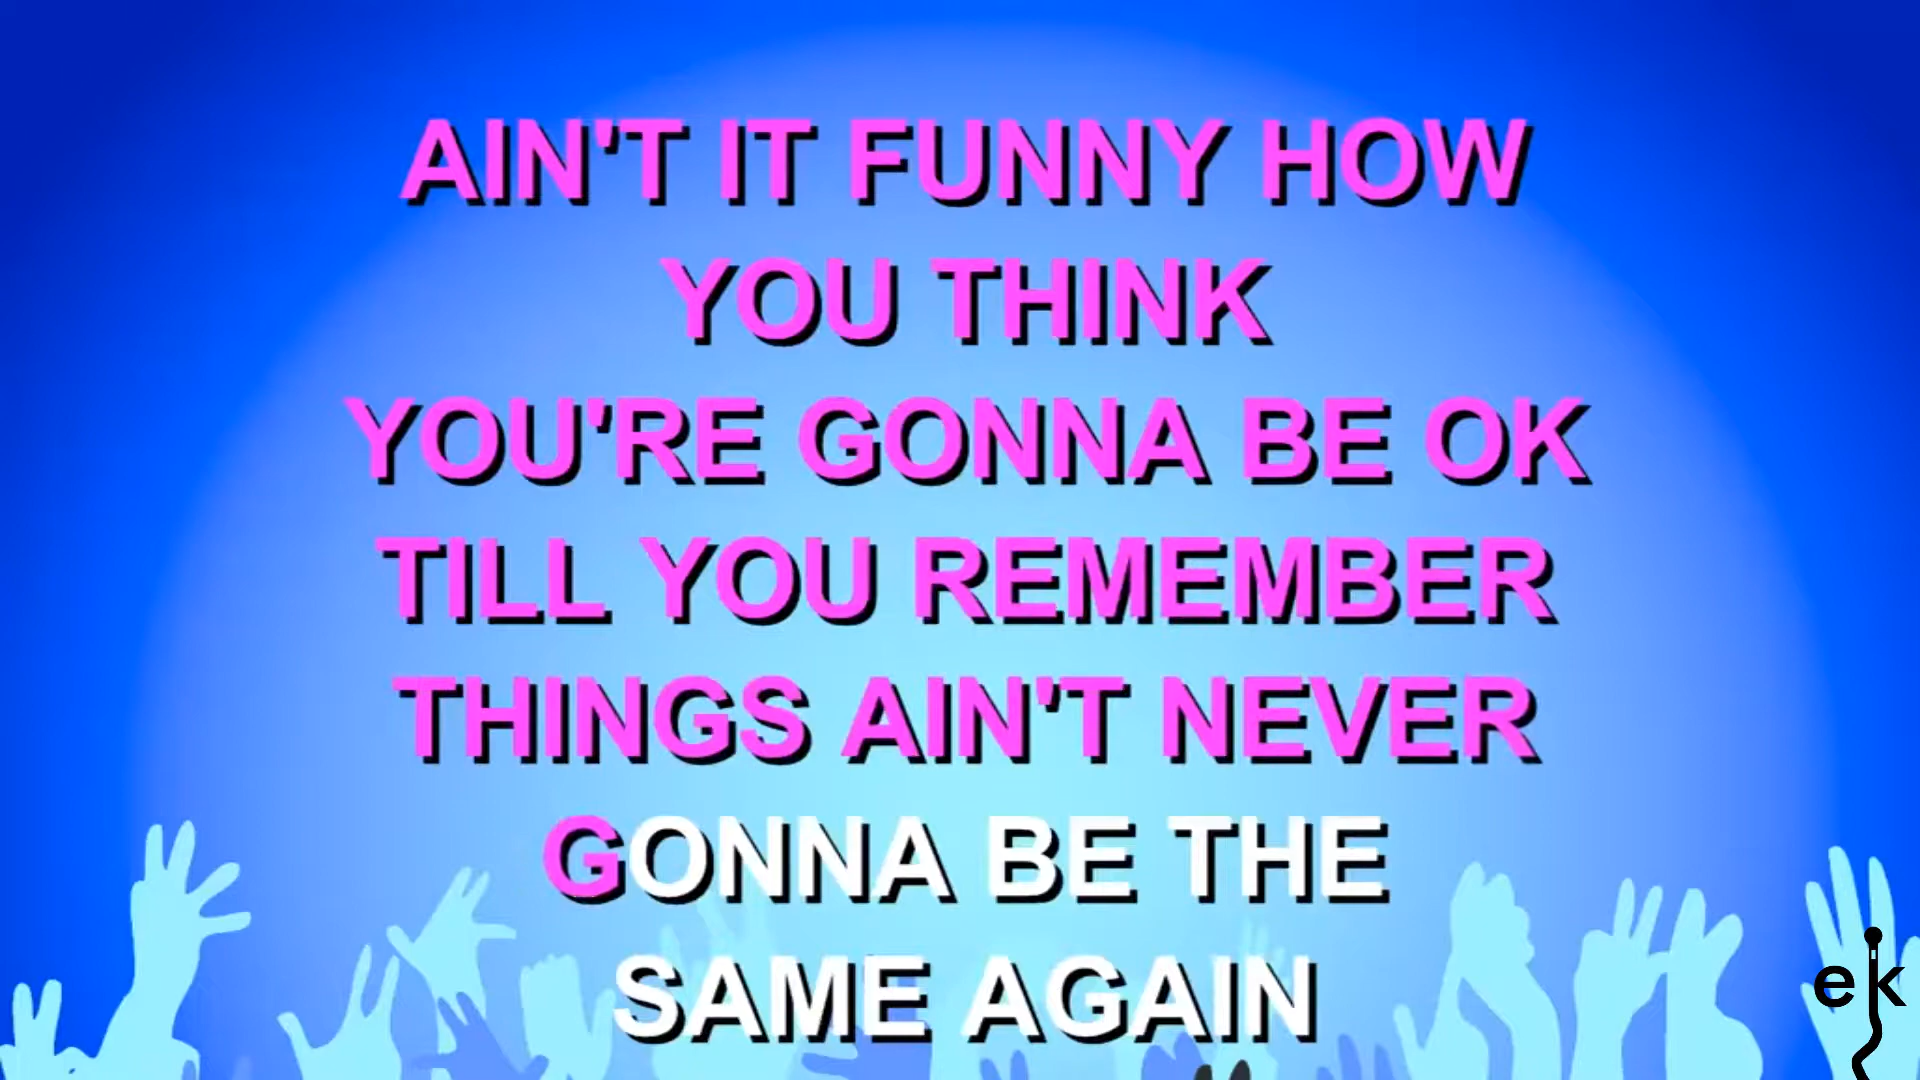 AIN'T IT FUNNY HOW
YOU THINK
YOU'RE GONNA BE OK
TILL YOU REMEMBER
THINGS AIN'T NEVER
GONNA BE THE
SAME AGAIN
ek